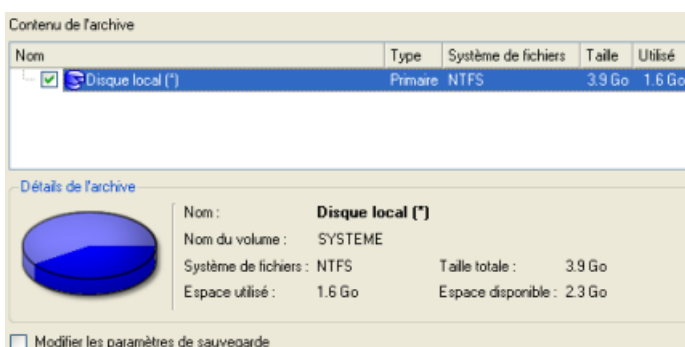 Contenu de l'archive
Nom Type Système de fichiers Taille Utilisé
Disque local (*) Primaire NTFS 3.9 Go 1.6 Go
Détails de l'archive
Nom : Disque local (*)
Nom du volume : SYSTEME
Système de fichiers : NTFS Taille totale : 3.9 Go
Espace utilisé : 1.6 Go Espace disponible : 2.3 Go
Modifier les paramètres de sauvegarde